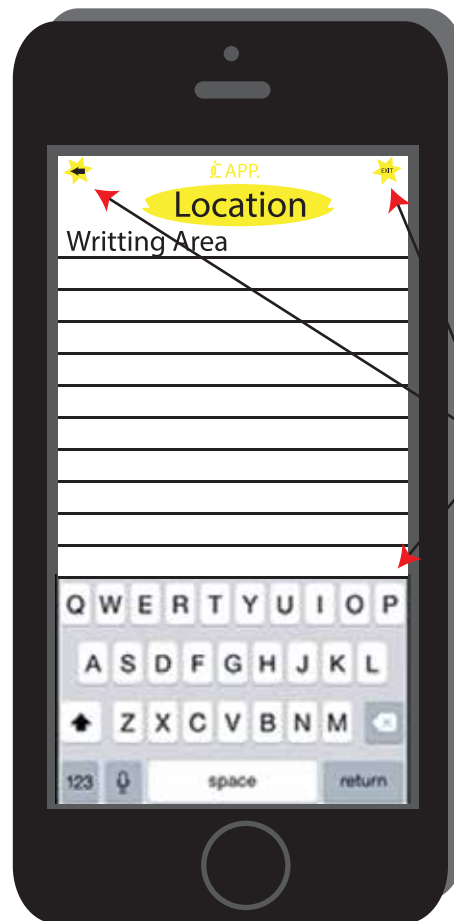 APP.
EXIT
Location
Writting Area
Q W E R T Y U I O P
A S D F G H J K L
Z X C V B N M
123 space return